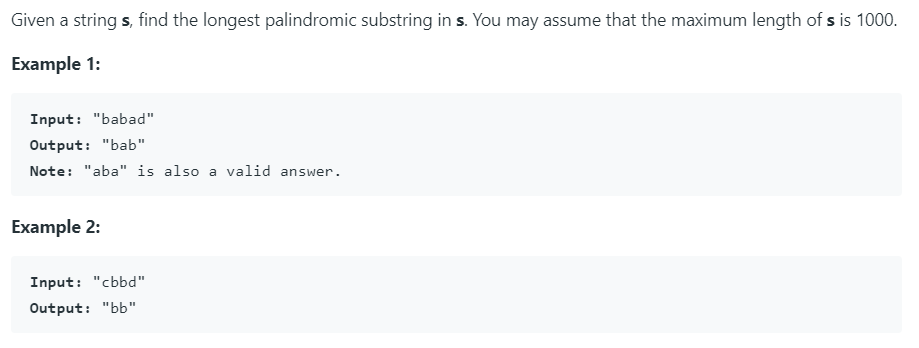 Given a string s, find the longest palindromic substring in s. You may assume that the maximum length of s is 1000.
Example 1:
Input: "babad"
Output: "bab"
Note: "aba" is also a valid answer.
Example 2:
Input: "cbbd"
Output: "bb"